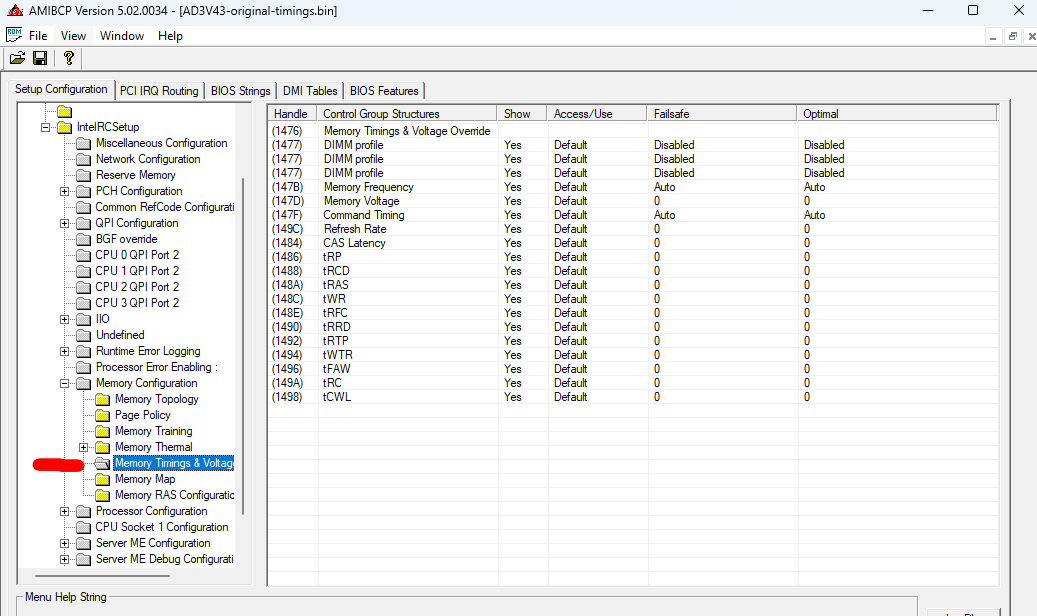 AMIBCP Version 5.02.0034 - [AD3V43-original-timings.bin]
File View Window Help
Setup Configuration PCI IRQ Routing BIOS Strings DMI Tables BIOS Features
IntelRCSetup
Miscellaneous Configuration
Network Configuration
Reserve Memory
PCH Configuration
Common RefCode Configurati
QPI Configuration
BGF override
CPU 0 QPI Port 2
CPU 1 QPI Port 2
CPU 2 QPI Port 2
CPU 3 QPI Port 2
IIO
Undefined
Runtime Error Logging
Processor Error Enabling :
Memory Configuration
Memory Topology
Page Policy
Memory Training
Memory Thermal
Memory Timings & Voltage
Memory Map
Memory RAS Configuratio
Processor Configuration
CPU Socket 1 Configuration
Server ME Configuration
Server ME Debug Configurati
Handle Control Group Structures Show Access/Use Failsafe Optimal
(1476) Memory Timings & Voltage Override
(1477) DIMM profile Yes Default Disabled Disabled
(1477) DIMM profile Yes Default Disabled Disabled
(1477) DIMM profile Yes Default Disabled Disabled
(147B) Memory Frequency Yes Default Auto Auto
(147D) Memory Voltage Yes Default 0 0
(147F) Command Timing Yes Default Auto Auto
(149C) Refresh Rate Yes Default 0 0
(1484) CAS Latency Yes Default 0 0
(1486) tRP Yes Default 0 0
(1488) tRCD Yes Default 0 0
(148A) tRAS Yes Default 0 0
(148C) tWR Yes Default 0 0
(148E) tRFC Yes Default 0 0
(1490) tRRD Yes Default 0 0
(1492) tRTP Yes Default 0 0
(1494) tWTR Yes Default 0 0
(1496) tFAW Yes Default 0 0
(149A) tRC Yes Default 0 0
(1498) tCWL Yes Default 0 0
Menu Help String